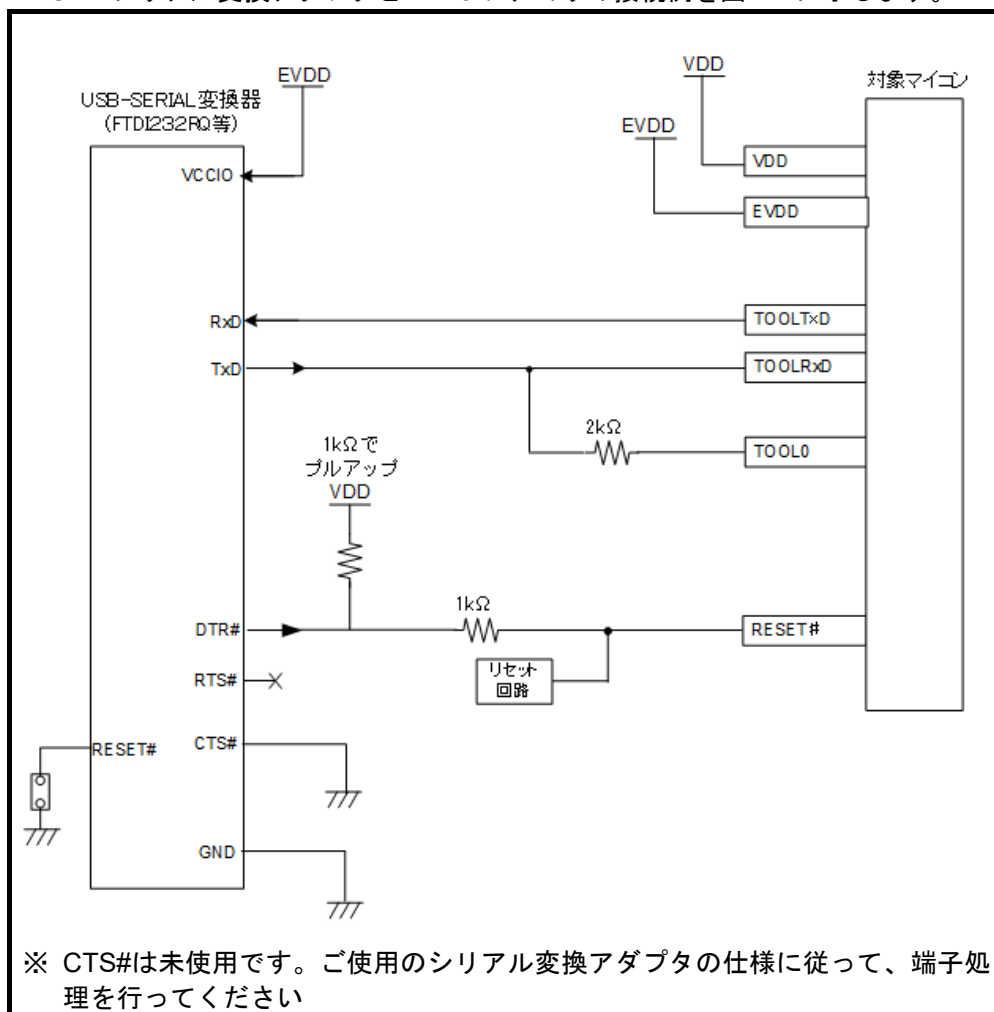 EVDD
USB-SERIAL変換器
(FTDI232RQ等)
VCCIO
VDD
EVDD
対象マイコン
VDD
EVDD
RxD
TOOLTxD
TxD
TOOLRxD
2kΩ
TOOL0
1kΩで
プルアップ
VDD
1kΩ
DTR#
RESET#
リセット
回路
RTS#
RESET#
CTS#
GND
※ CTS#は未使用です。ご使用のシリアル変換アダプタの仕様に従って、端子処
理を行ってください